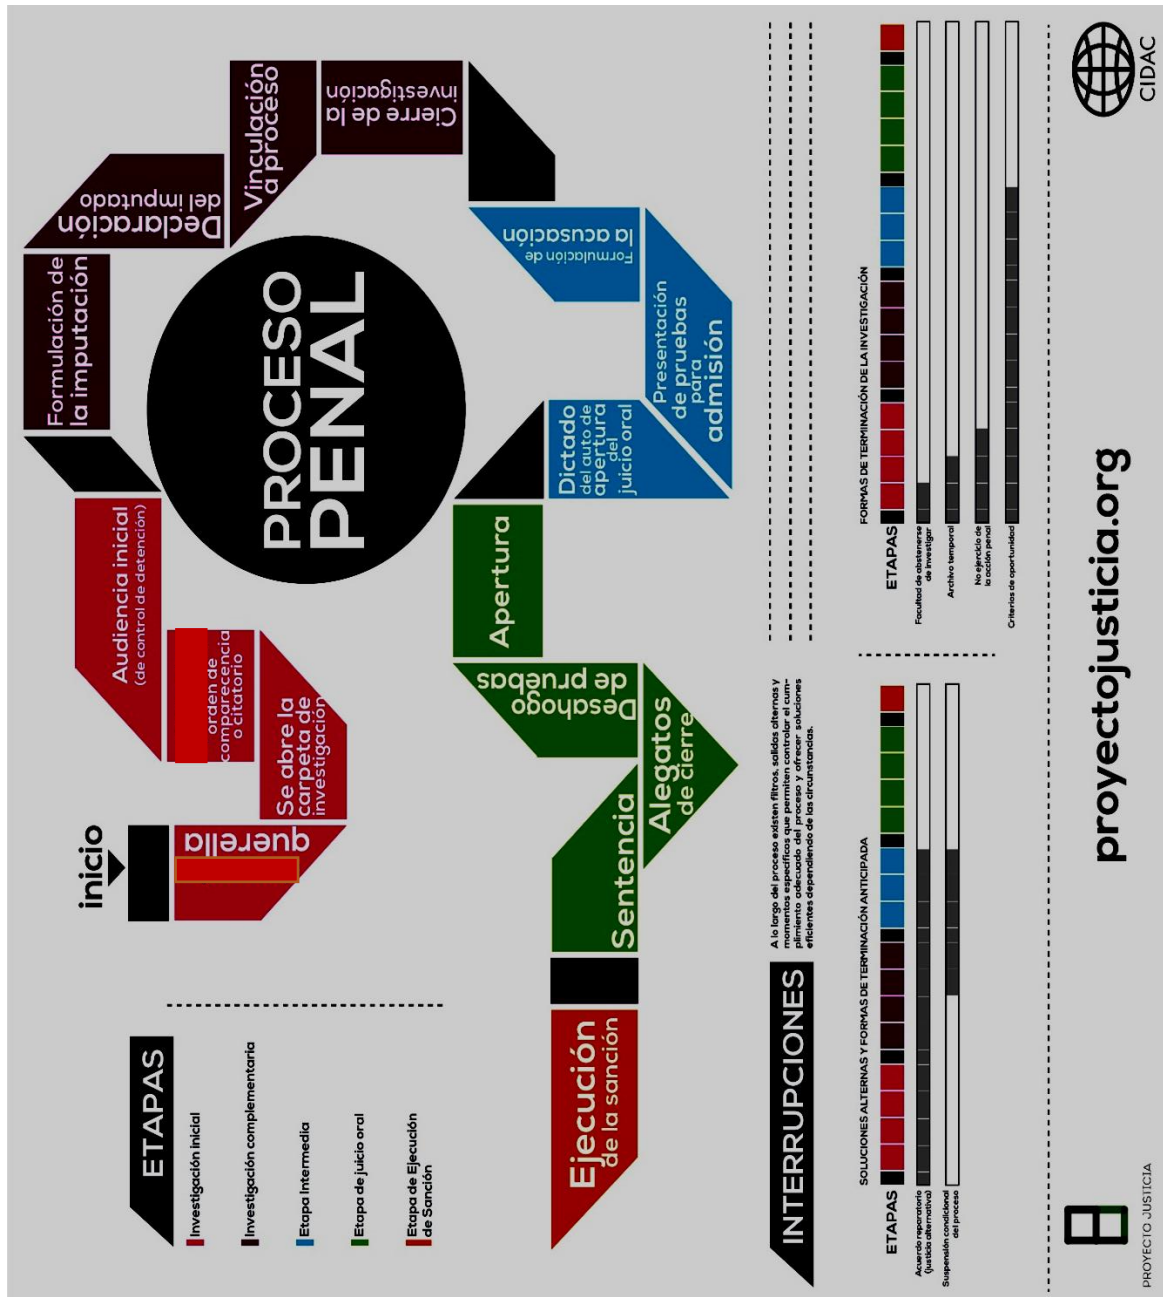 ETAPAS
Investigación inicial
Investigación complementaria
Etapa Intermedia
Etapa de juicio oral
Etapa de Ejecución
de Sanción
inicio
querella
Se abre la
carpeta de
investigación
orden de
comparecencia
o citatorio
Audiencia inicial
(de control de detención)
Formulación de
la imputación
Declaración
del imputado
Vinculación
a proceso
Cierre de la
investigación
Formulación de
la acusación
Presentación
de pruebas
para
admisión
Dictado
del auto de
apertura
del
juicio oral
Apertura
Desahogo
de pruebas
Alegatos
de cierre
Sentencia
Ejecución
de la sanción
PROCESO
PENAL
INTERRUPCIONES
A lo largo del proceso existen filtros, salidas alternas y
momentos específicos que permiten controlar el cum-
plimiento adecuado del proceso y ofrecer soluciones
eficientes dependiendo de las circunstancias.
SOLUCIONES ALTERNAS Y FORMAS DE TERMINACIÓN ANTICIPADA
ETAPAS
Acuerdo reparatorio
(justicia alternativa)
Suspensión condicional
del proceso
FORMAS DE TERMINACIÓN DE LA INVESTIGACIÓN
ETAPAS
Facultad de abstenerse
de investigar
Archivo temporal
No ejercicio de
la acción penal
Criterios de oportunidad
PROYECTO JUSTICIA
proyectojusticia.org
CIDAC